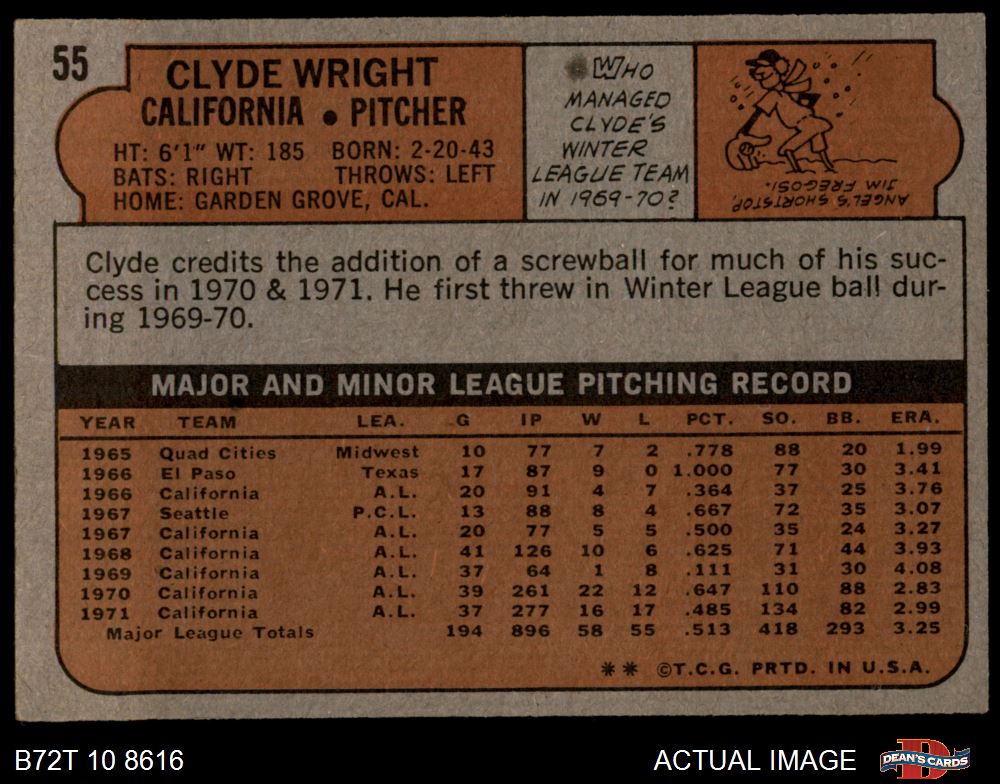 55
CLYDE WRIGHT
CALIFORNIA • PITCHER
HT: 6'1" WT: 185 BORN: 2-20-43
BATS: RIGHT THROWS: LEFT
HOME: GARDEN GROVE, CAL.
WHO
MANAGED
CLYDE'S
WINTER
LEAGUE TEAM
IN 1969-70?
ANGEL'S SHORTSTOP,
JIM FREGOSI.
Clyde credits the addition of a screwball for much of his suc-
cess in 1970 & 1971. He first threw in Winter League ball dur-
ing 1969-70.
MAJOR AND MINOR LEAGUE PITCHING RECORD
YEAR TEAM LEA. G IP W L PCT. SO. BB. ERA.
1965 Quad Cities Midwest 10 77 7 2 .778 88 20 1.99
1966 El Paso Texas 17 87 9 0 1.000 77 30 3.41
1966 California A.L. 20 91 4 7 .364 37 25 3.76
1967 Seattle P.C.L. 13 88 8 4 .667 72 35 3.07
1967 California A.L. 20 77 5 5 .500 35 24 3.27
1968 California A.L. 41 126 10 6 .625 71 44 3.93
1969 California A.L. 37 64 1 8 .111 31 30 4.08
1970 California A.L. 39 261 22 12 .647 110 88 2.83
1971 California A.L. 37 277 16 17 .485 134 82 2.99
Major League Totals 194 896 58 55 .513 418 293 3.25
** ©T.C.G. PRTD. IN U.S.A.
B72T 10 8616 ACTUAL IMAGE DEAN'S CARDS